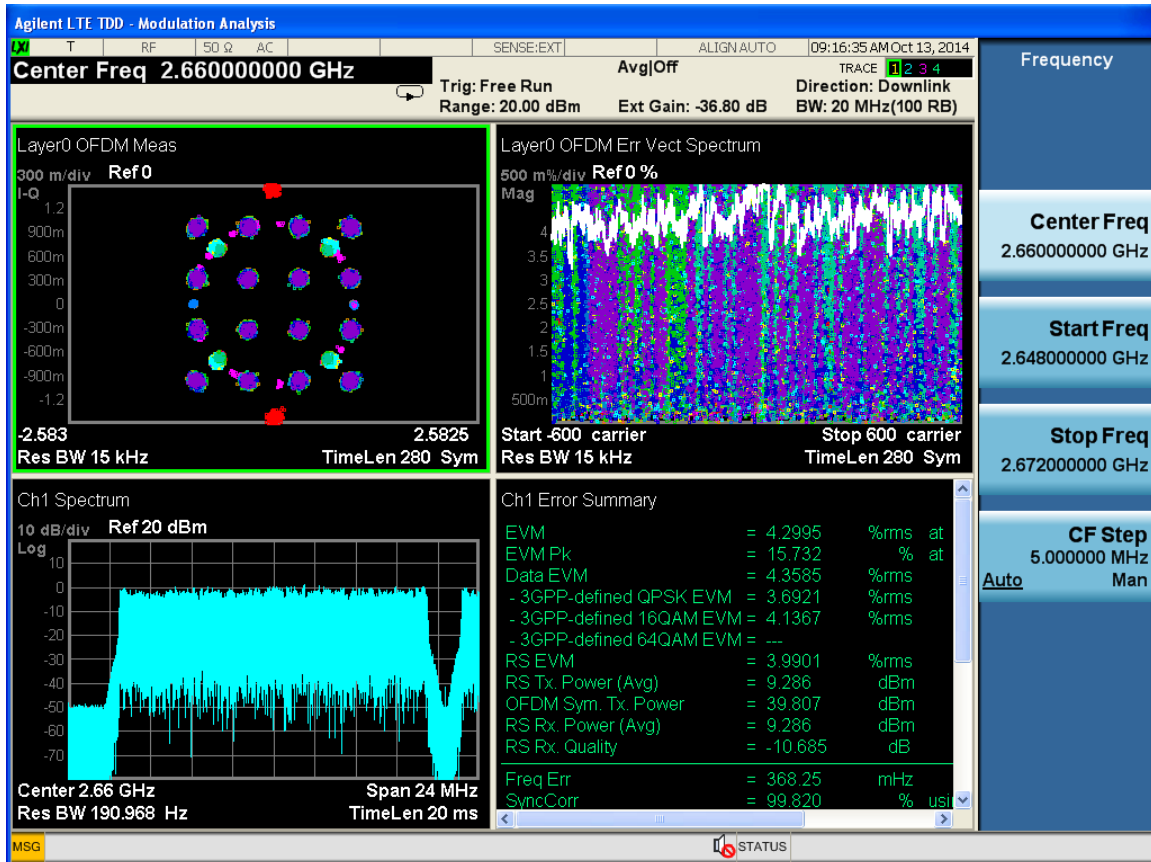 Agilent LTE TDD - Modulation Analysis
LXI T RF 50 Ω AC SENSE:EXT ALIGN AUTO 09:16:35 AM Oct 13, 2014
Center Freq 2.660000000 GHz
Trig: Free Run
Range: 20.00 dBm
Avg|Off
Ext Gain: -36.80 dB
TRACE 1 2 3 4
Direction: Downlink
BW: 20 MHz(100 RB)
Layer0 OFDM Meas
300 m/div Ref 0
I-Q
1.2
900m
600m
300m
0
-300m
-600m
-900m
-1.2
-2.583 2.5825
Res BW 15 kHz TimeLen 280 Sym
Layer0 OFDM Err Vect Spectrum
500 m%/div Ref 0 %
Mag
4
3.5
3
2.5
2
1.5
1
500m
Start -600 carrier Stop 600 carrier
Res BW 15 kHz TimeLen 280 Sym
Ch1 Spectrum
10 dB/div Ref 20 dBm
Log
10
0
-10
-20
-30
-40
-50
-60
-70
Center 2.66 GHz Span 24 MHz
Res BW 190.968 Hz TimeLen 20 ms
Ch1 Error Summary
EVM = 4.2995 %rms at
EVM Pk = 15.732 % at
Data EVM = 4.3585 %rms
- 3GPP-defined QPSK EVM = 3.6921 %rms
- 3GPP-defined 16QAM EVM = 4.1367 %rms
- 3GPP-defined 64QAM EVM = ---
RS EVM = 3.9901 %rms
RS Tx. Power (Avg) = 9.286 dBm
OFDM Sym. Tx. Power = 39.807 dBm
RS Rx. Power (Avg) = 9.286 dBm
RS Rx. Quality = -10.685 dB
Freq Err = 368.25 mHz
SyncCorr = 99.820 % usi
Frequency
Center Freq
2.660000000 GHz
Start Freq
2.648000000 GHz
Stop Freq
2.672000000 GHz
CF Step
5.000000 MHz
Auto Man
MSG STATUS